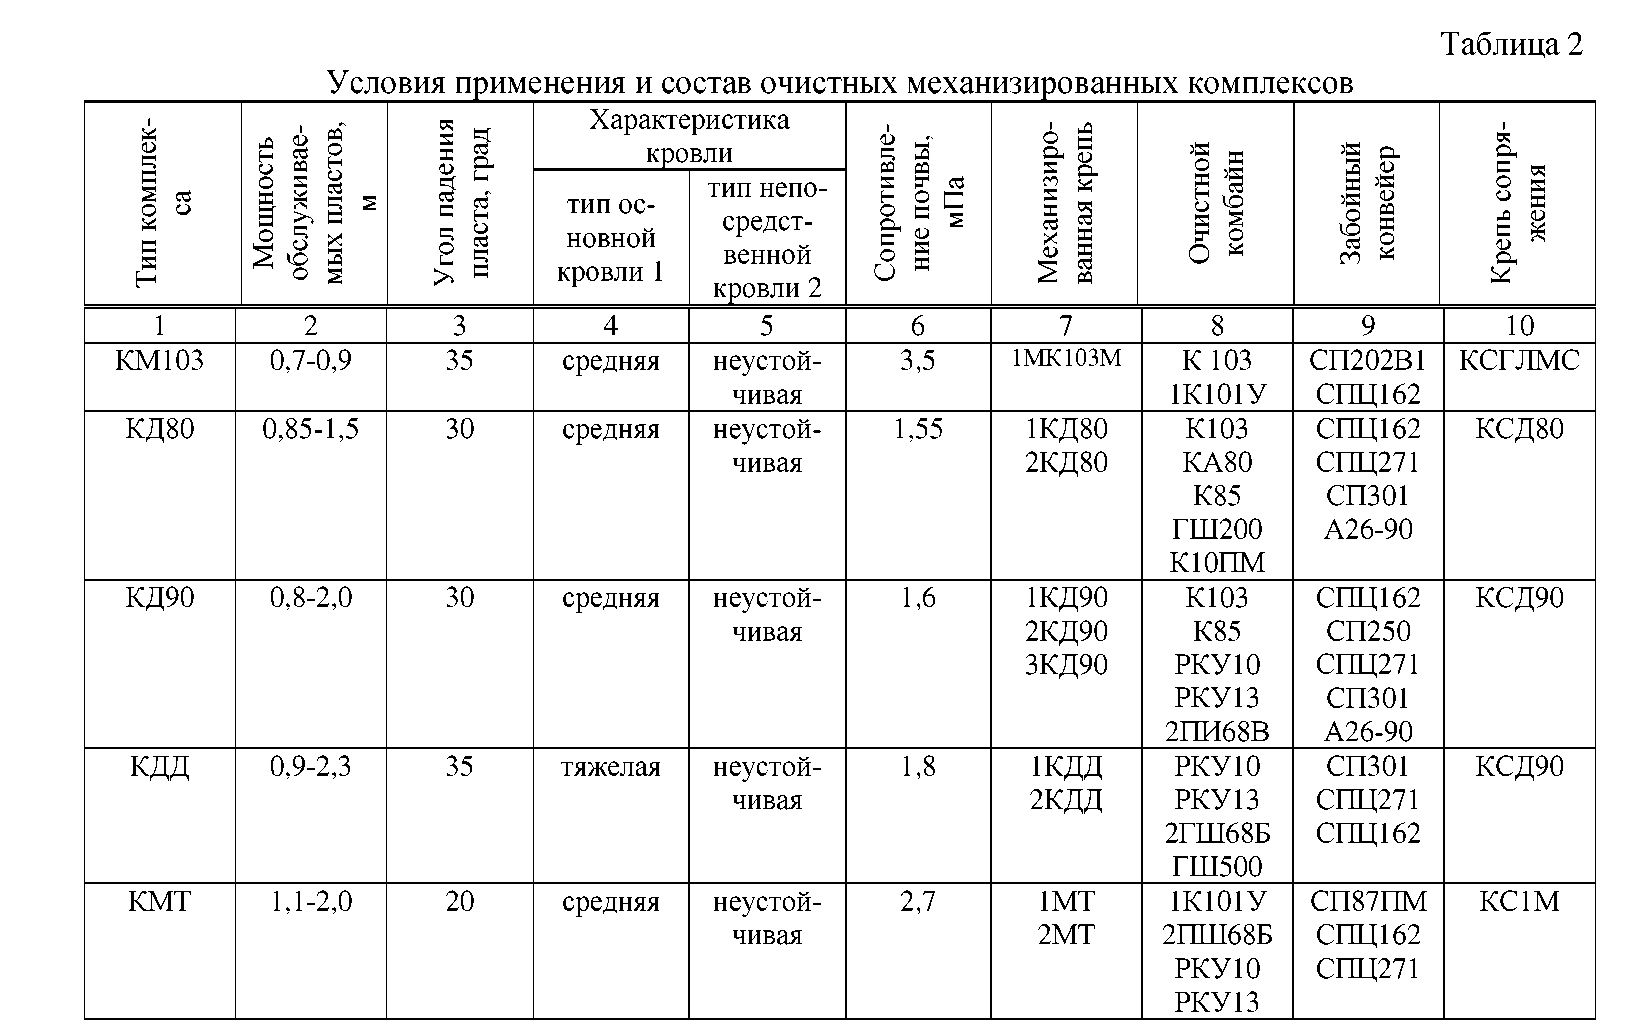 Таблица 2
Условия применения и состав очистных механизированных комплексов
Тип комплек-
са
Мощность
обслуживае-
мых пластов,
м
Угол падения
пласта, град
Характеристика
кровли
тип ос-
новной
кровли 1
тип непо-
средст-
венной
кровли 2
Сопротивле-
ние почвы,
мПа
Механизиро-
ванная крепь
Очистной
комбайн
Забойный
конвейер
Крепь сопря-
жения
1 2 3 4 5 6 7 8 9 10
КМ103 0,7-0,9 35 средняя неустой- 3,5 1МК103М К 103 СП202В1 КСГЛМС
чивая 1К101У СПЦ162
КД80 0,85-1,5 30 средняя неустой- 1,55 1КД80 К103 СПЦ162 КСД80
чивая 2КД80 КА80 СПЦ271
К85 СП301
ГШ200 А26-90
К10ПМ
КД90 0,8-2,0 30 средняя неустой- 1,6 1КД90 К103 СПЦ162 КСД90
чивая 2КД90 К85 СП250
3КД90 РКУ10 СПЦ271
РКУ13 СП301
2ПИ68В А26-90
КДД 0,9-2,3 35 тяжелая неустой- 1,8 1КДД РКУ10 СП301 КСД90
чивая 2КДД РКУ13 СПЦ271
2ГШ68Б СПЦ162
ГШ500
КМТ 1,1-2,0 20 средняя неустой- 2,7 1МТ 1К101У СП87ПМ КС1М
чивая 2МТ 2ПШ68Б СПЦ162
РКУ10 СПЦ271
РКУ13